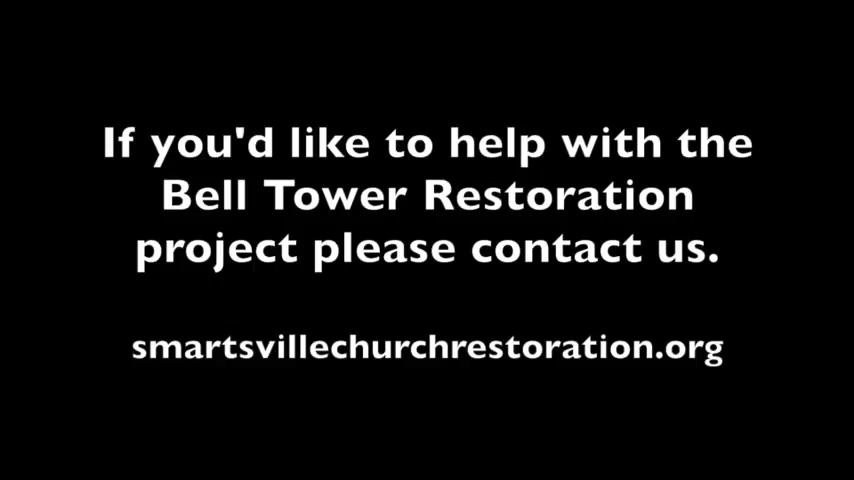 If you'd like to help with the
Bell Tower Restoration
project please contact us.
smartsvillechurchrestoration.org